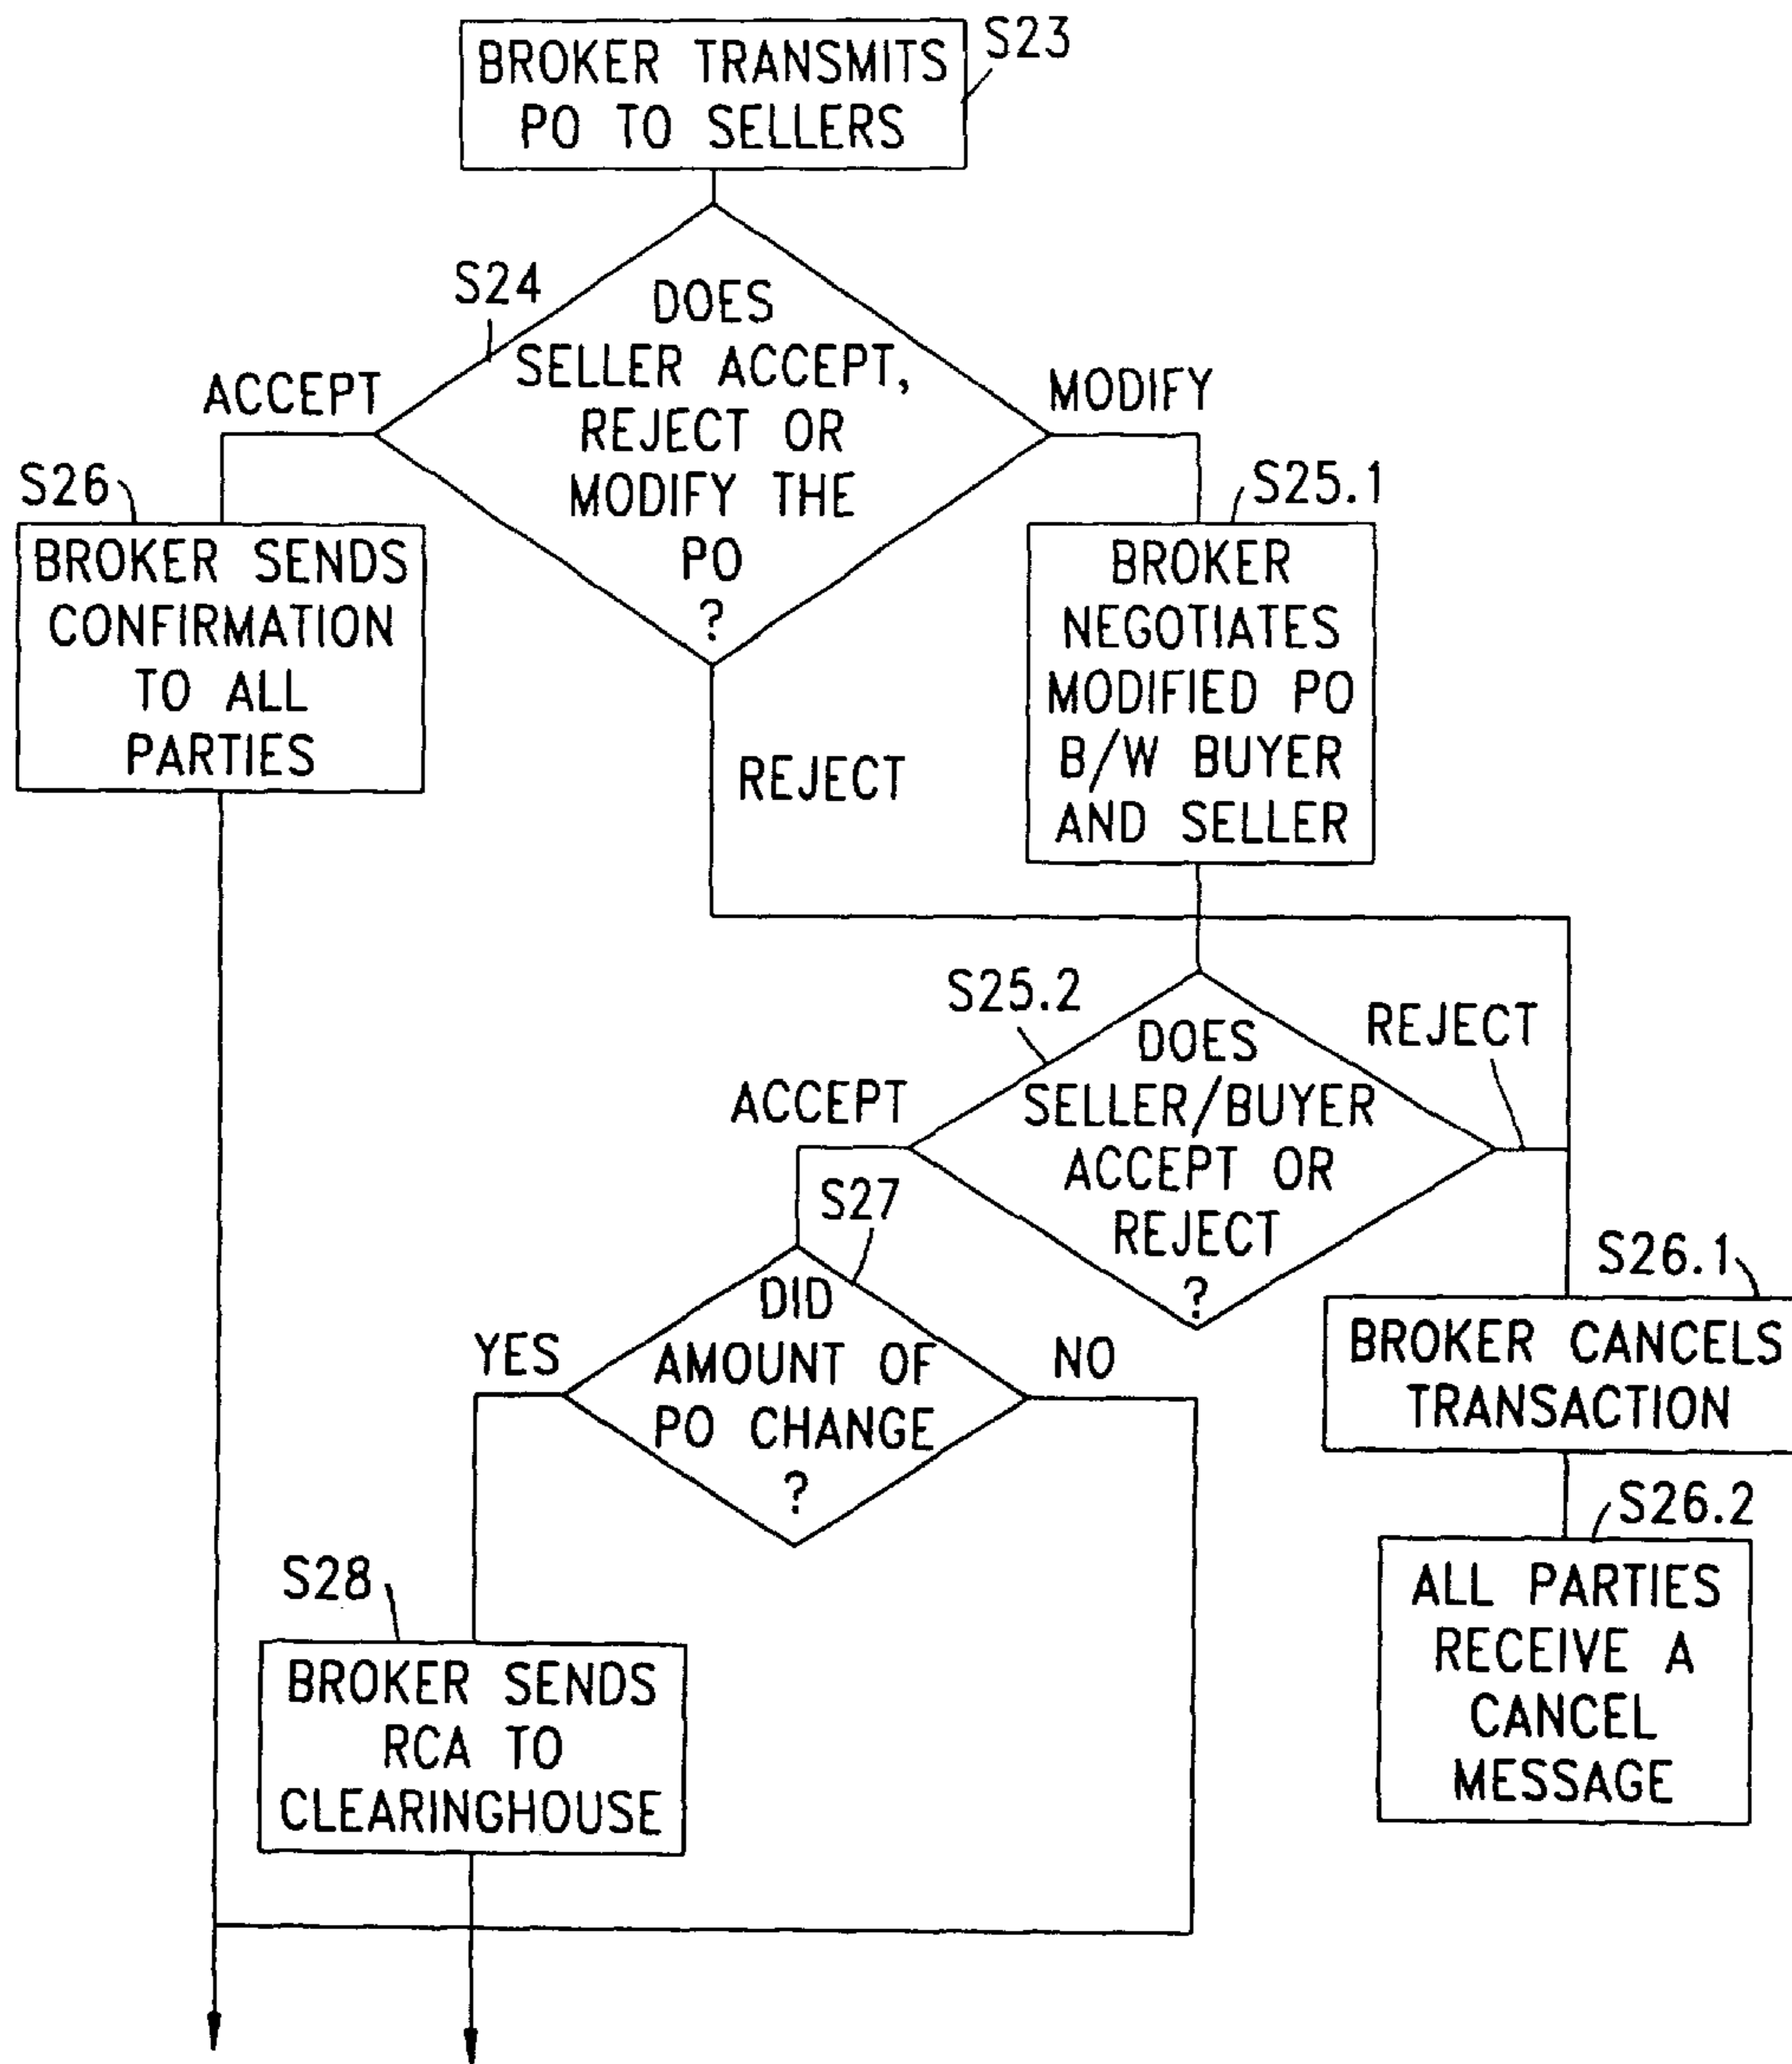 BROKER TRANSMITS
PO TO SELLERS
S23
S24
DOES
SELLER ACCEPT,
REJECT OR
MODIFY THE
PO
?
ACCEPT
MODIFY
REJECT
S26
BROKER SENDS
CONFIRMATION
TO ALL
PARTIES
S25.1
BROKER
NEGOTIATES
MODIFIED PO
B/W BUYER
AND SELLER
S25.2
DOES
SELLER/BUYER
ACCEPT OR
REJECT
?
ACCEPT
REJECT
S27
DID
AMOUNT OF
PO CHANGE
?
YES
NO
S26.1
BROKER CANCELS
TRANSACTION
S26.2
ALL PARTIES
RECEIVE A
CANCEL
MESSAGE
S28
BROKER SENDS
RCA TO
CLEARINGHOUSE